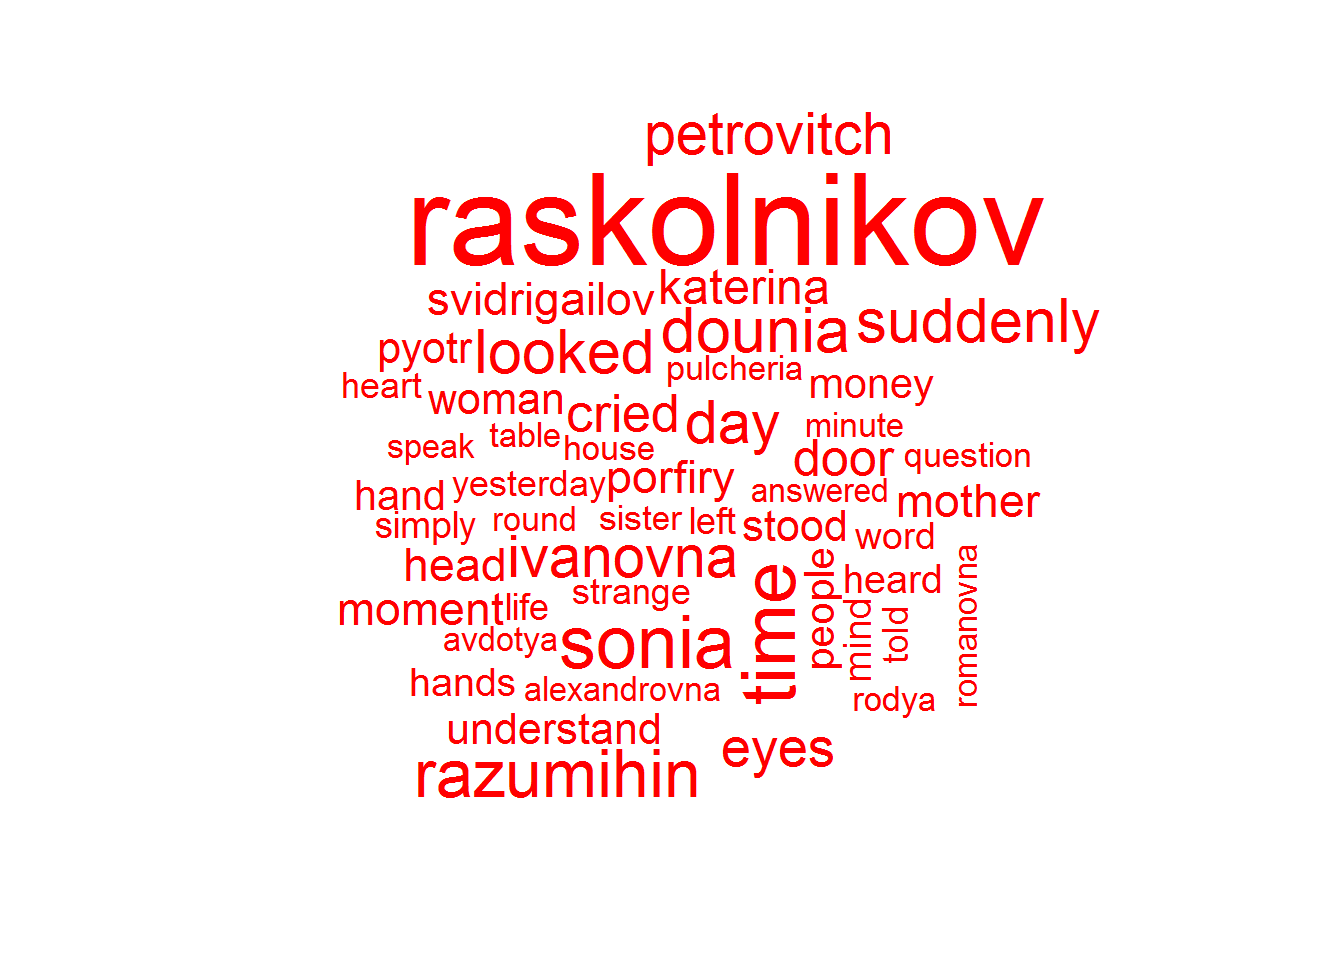 petrovitch
raskolnikov
svidrigailov katerina
pyotr looked dounia suddenly
heart woman pulcheria money
cried day minute
speak table house door question
hand yesterday porfiry answered mother
simply round sister left stood word
head ivanovna time people heard romanovna
moment life strange mind told
avdotya sonia
hands alexandrovna rodya
understand eyes
razumihin